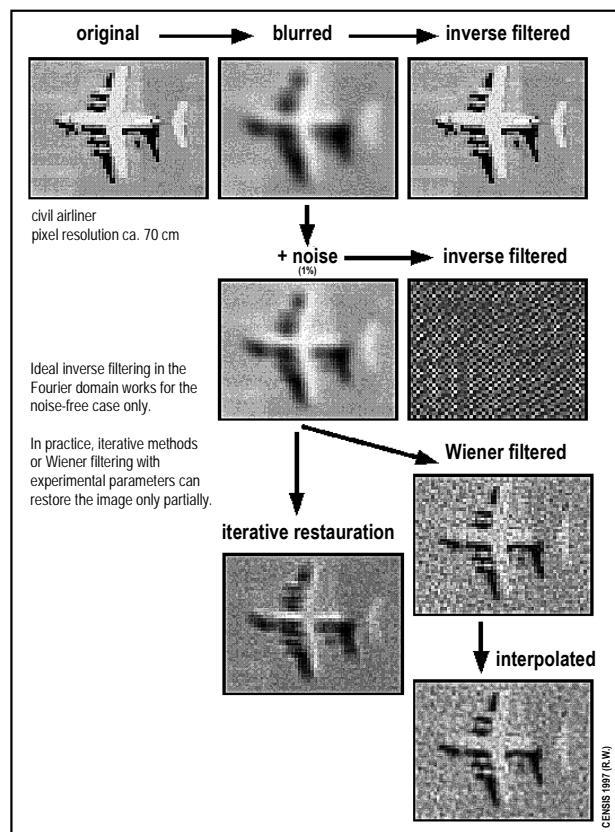 original
blurred
inverse filtered
civil airliner
pixel resolution ca. 70 cm
+ noise
(1%)
inverse filtered
Ideal inverse filtering in the
Fourier domain works for the
noise-free case only.
In practice, iterative methods
or Wiener filtering with
experimental parameters can
restore the image only partially.
Wiener filtered
iterative restauration
interpolated
CENSIS 1997 (R.W.)